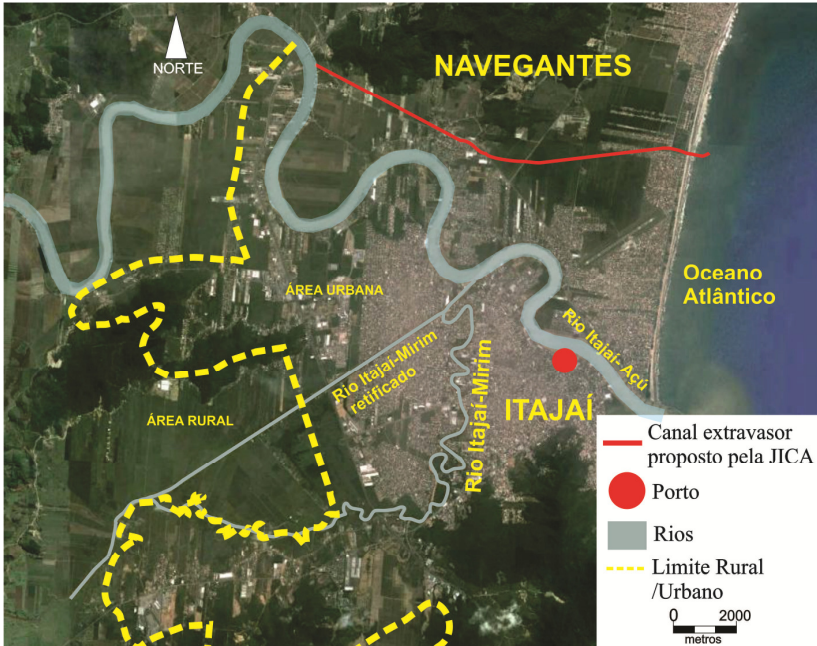 NORTE
NAVEGANTES
Oceano
Atlântico
ÁREA URBANA
Rio Itajaí-Açú
Rio Itajaí-Mirim
retificado
Rio Itajaí-Mirim
ITAJAÍ
ÁREA RURAL
Canal extravasor
proposto pela JICA
Porto
Rios
Limite Rural
/Urbano
0 2000
metros